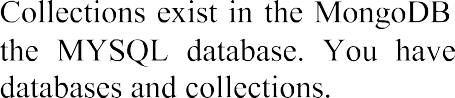 Collections exist in the MongoDB
the MYSQL database. You have
databases and collections.